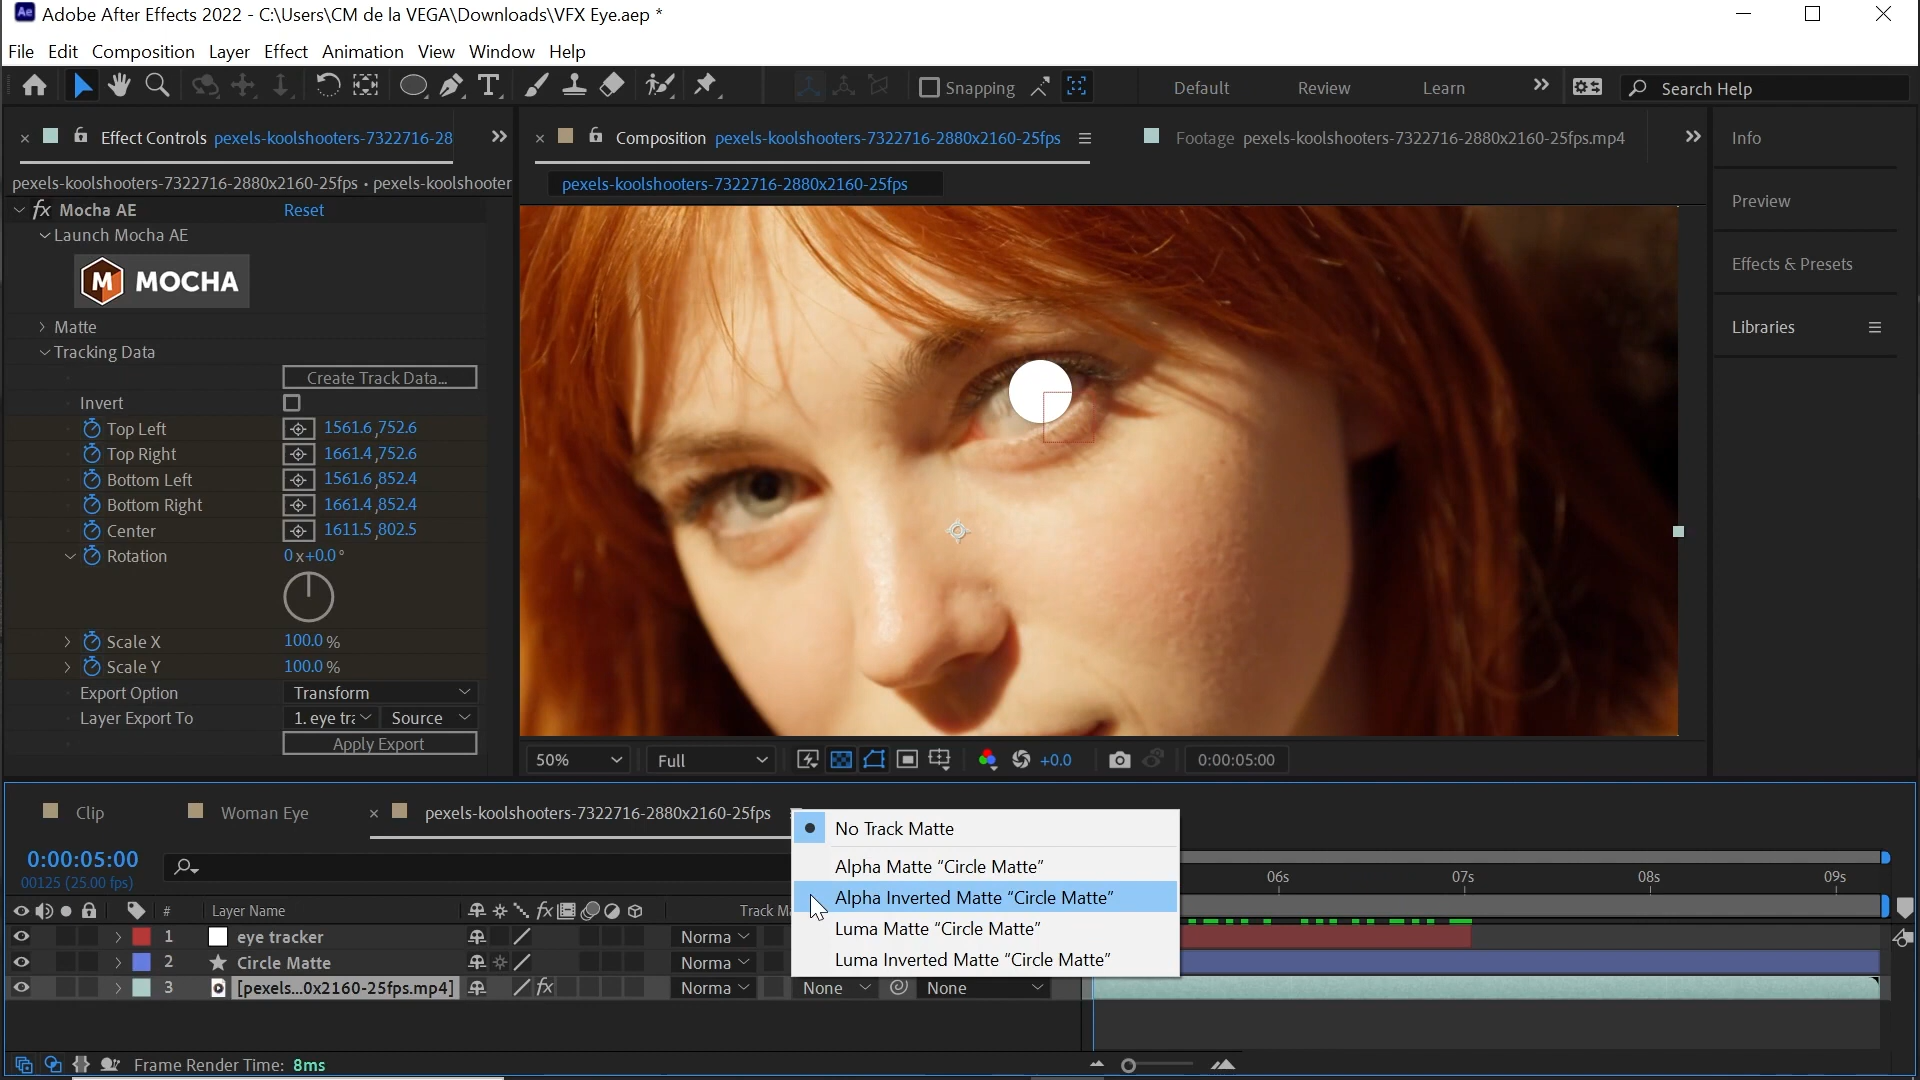 Adobe After Effects 2022 - C:\Users\CM de la VEGA\Downloads\VFX Eye.aep *
File Edit Composition Layer Effect Animation View Window Help
Snapping Default Review Learn Search Help
Effect Controls pexels-koolshooters-7322716-28
Composition pexels-koolshooters-7322716-2880x2160-25fps
Footage pexels-koolshooters-7322716-2880x2160-25fps.mp4
Info
pexels-koolshooters-7322716-2880x2160-25fps • pexels-koolshooter
pexels-koolshooters-7322716-2880x2160-25fps
Preview
Effects & Presets
Libraries
fx Mocha AE Reset
Launch Mocha AE
M MOCHA
Matte
Tracking Data
Create Track Data...
Invert
Top Left 1561.6,752.6
Top Right 1661.4,752.6
Bottom Left 1561.6,852.4
Bottom Right 1661.4,852.4
Center 1611.5,802.5
Rotation 0x+0.0°
Scale X 100.0%
Scale Y 100.0%
Export Option Transform
Layer Export To 1. eye tra Source
Apply Export
50% Full +0.0 0:00:05:00
Clip Woman Eye pexels-koolshooters-7322716-2880x2160-25fps
0:00:05:00
00125 (25.00 fps)
No Track Matte
Alpha Matte “Circle Matte”
Alpha Inverted Matte “Circle Matte”
Luma Matte “Circle Matte”
Luma Inverted Matte “Circle Matte”
06s 07s 08s 09s
# Layer Name fx Track M
1 eye tracker Norma
2 Circle Matte Norma
3 [pexels...0x2160-25fps.mp4] fx Norma None None
Frame Render Time: 8ms